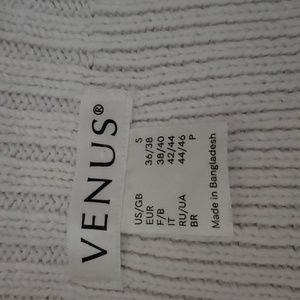 VENUS®
US/GB S
EUR 36/38
F/B 38/40
IT 42/44
RU/UA 44/46
BR P
Made in Bangladesh